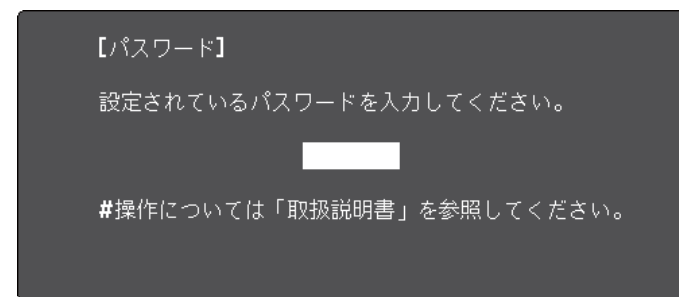 【パスワード】
設定されているパスワードを入力してください。
#操作については「取扱説明書」を参照してください。